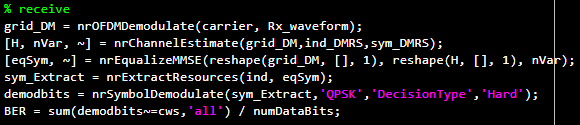 % receive
grid_DM = nrOFDMDemodulate(carrier, Rx_waveform);
[H, nVar, ~] = nrChannelEstimate(grid_DM,ind_DMRS,sym_DMRS);
[eqSym, ~] = nrEqualizeMMSE(reshape(grid_DM, [], 1), reshape(H, [], 1), nVar);
sym_Extract = nrExtractResources(ind, eqSym);
demodbits = nrSymbolDemodulate(sym_Extract,'QPSK','DecisionType','Hard');
BER = sum(demodbits~=cws,'all') / numDataBits;